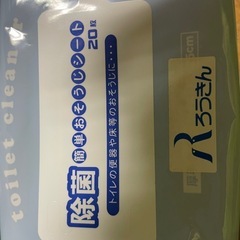 toilet cleaner
除菌
簡単おそうじシート
20枚
トイレの便器や床等のおそうじに・・・
ろうきん